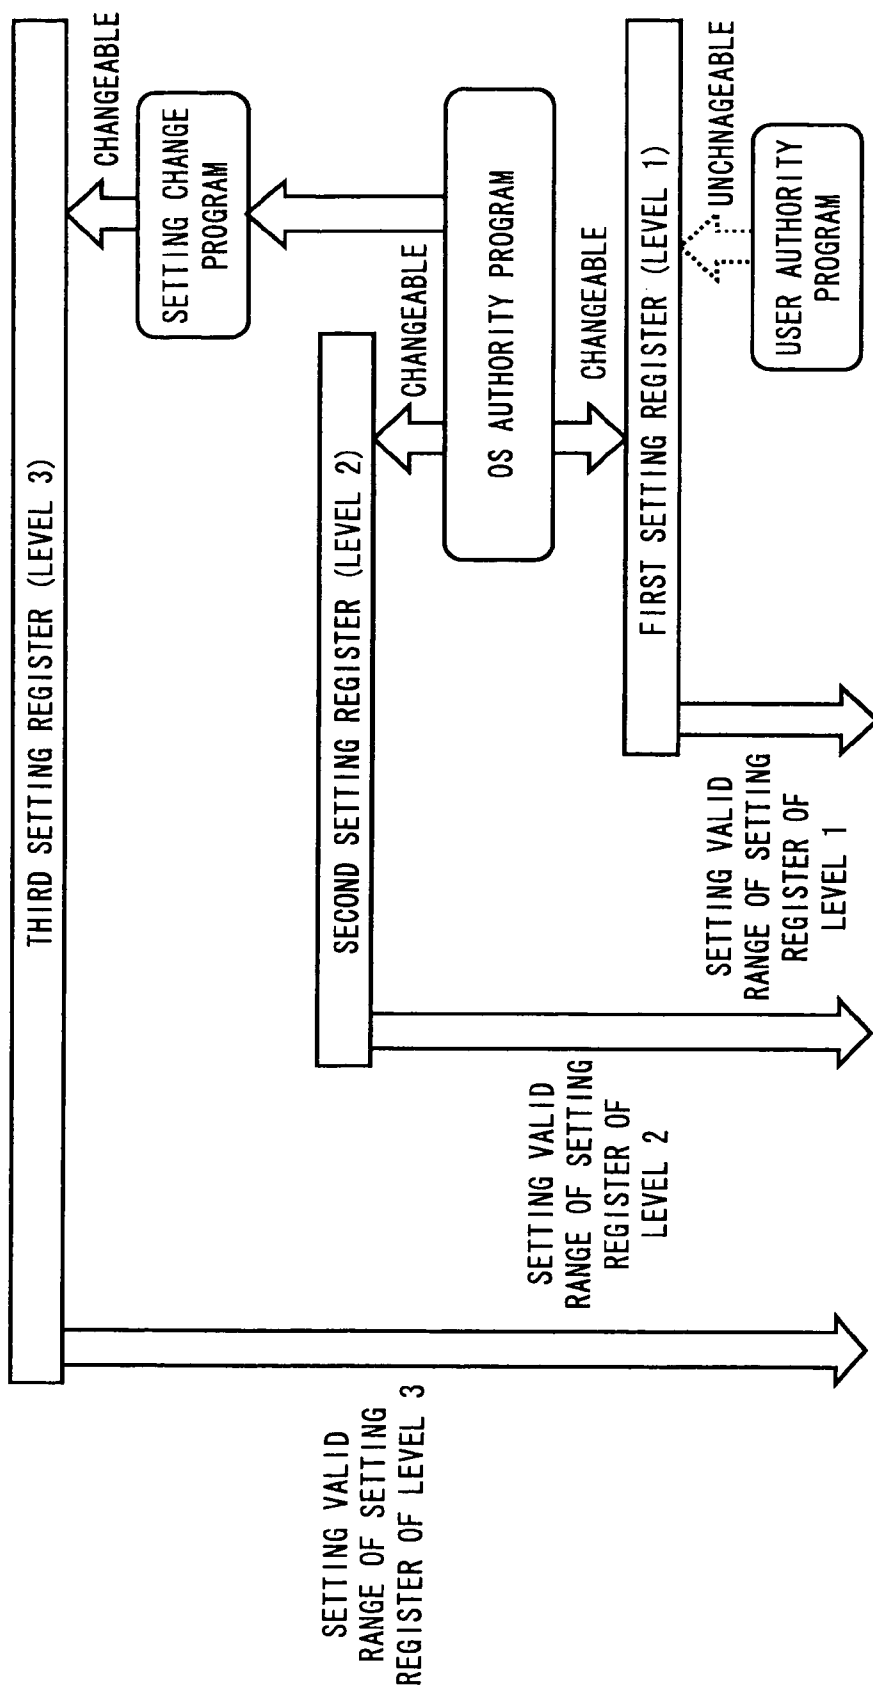 THIRD SETTING REGISTER (LEVEL 3)
CHANGEABLE
SETTING CHANGE
PROGRAM
SETTING VALID
RANGE OF SETTING
REGISTER OF LEVEL 3
SECOND SETTING REGISTER (LEVEL 2)
CHANGEABLE
OS AUTHORITY PROGRAM
SETTING VALID
RANGE OF SETTING
REGISTER OF
LEVEL 2
CHANGEABLE
FIRST SETTING REGISTER (LEVEL 1)
UNCHNAGEABLE
SETTING VALID
RANGE OF SETTING
REGISTER OF
LEVEL 1
USER AUTHORITY
PROGRAM